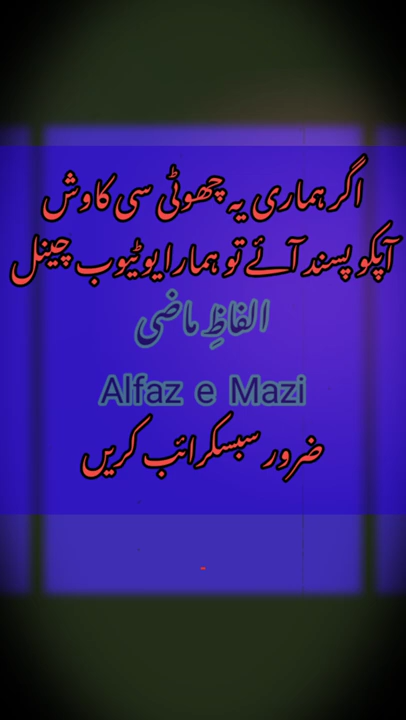 اگر ہماری یہ چھوٹی سی کاوش
آپکو پسند آئے تو ہمارا یوٹیوب چینل
الفاظِ ماضی
Alfaz e Mazi
ضرور سبسکرائب کریں